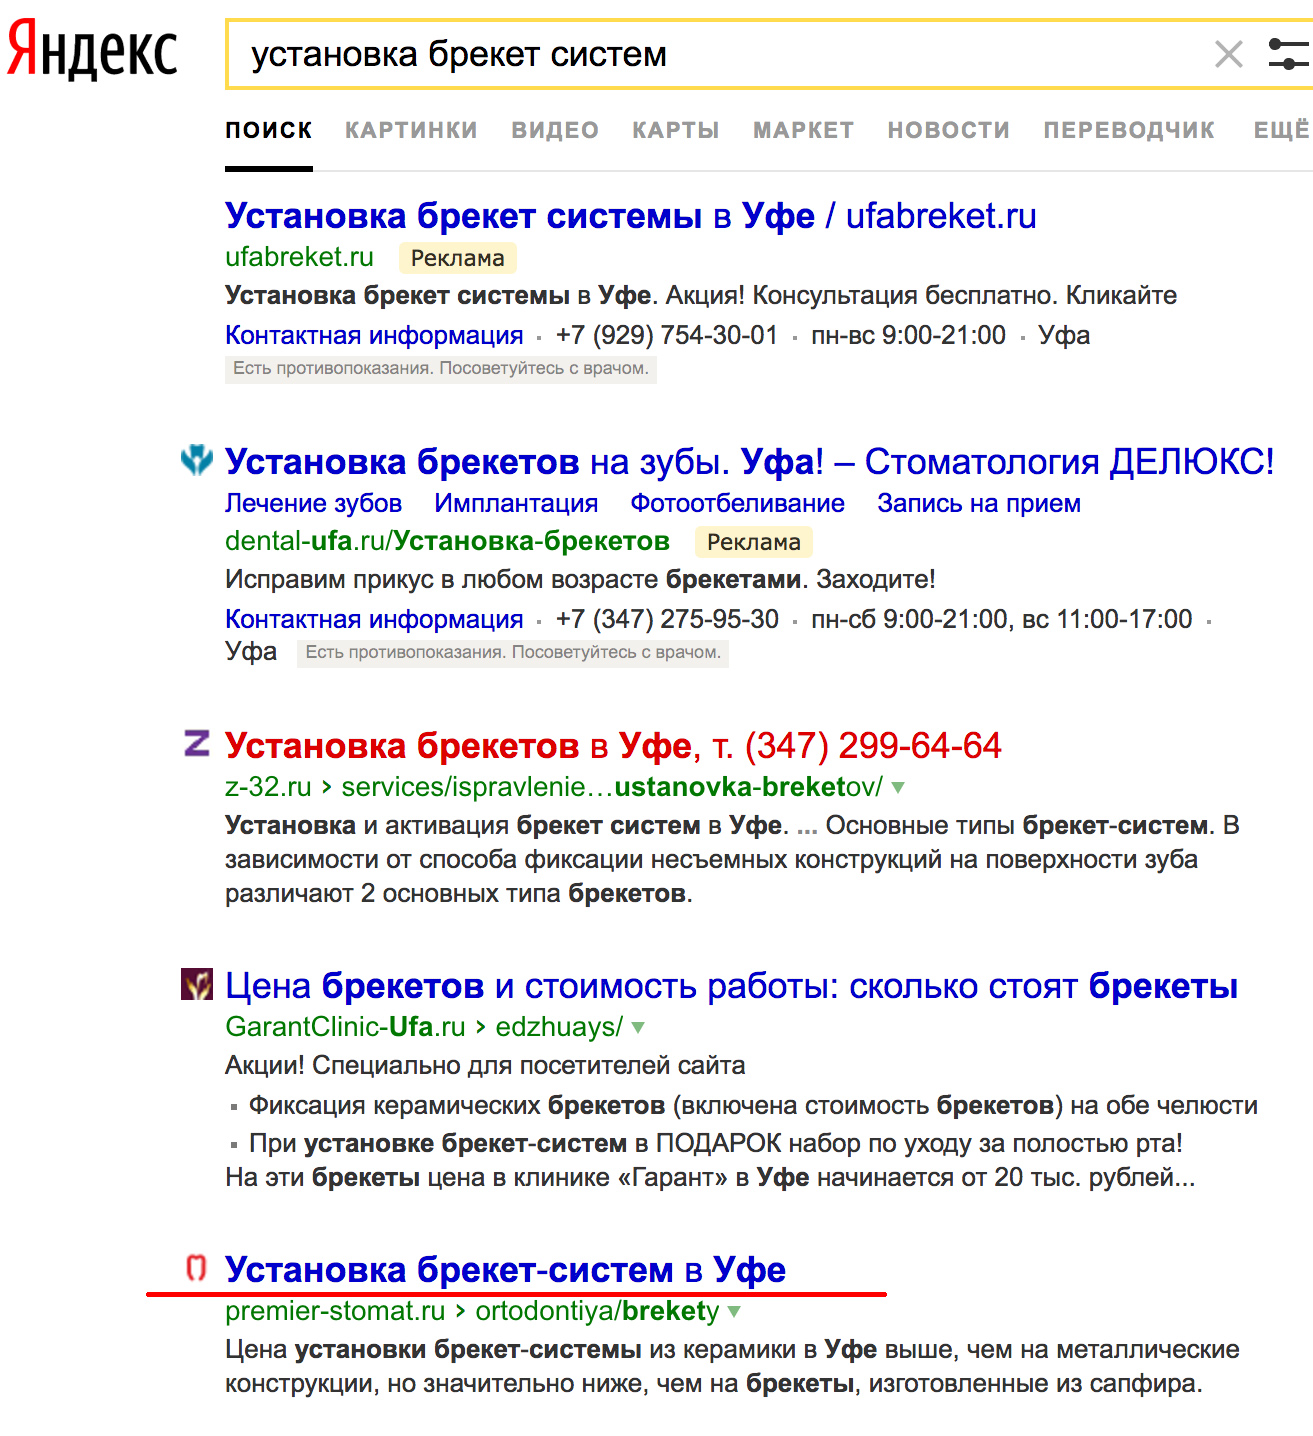 Яндекс
установка брекет систем
ПОИСК КАРТИНКИ ВИДЕО КАРТЫ МАРКЕТ НОВОСТИ ПЕРЕВОДЧИК ЕЩЁ
Установка брекет системы в Уфе / ufabreket.ru
ufabreket.ru Реклама
Установка брекет системы в Уфе. Акция! Консультация бесплатно. Кликайте
Контактная информация · +7 (929) 754-30-01 · пн-вс 9:00-21:00 · Уфа
Есть противопоказания. Посоветуйтесь с врачом.
Установка брекетов на зубы. Уфа! – Стоматология ДЕЛЮКС!
Лечение зубов Имплантация Фотоотбеливание Запись на прием
dental-ufa.ru/Установка-брекетов Реклама
Исправим прикус в любом возрасте брекетами. Заходите!
Контактная информация · +7 (347) 275-95-30 · пн-сб 9:00-21:00, вс 11:00-17:00 ·
Уфа Есть противопоказания. Посоветуйтесь с врачом.
Установка брекетов в Уфе, т. (347) 299-64-64
z-32.ru › services/ispravlenie…ustanovka-breketov/
Установка и активация брекет систем в Уфе. ... Основные типы брекет-систем. В
зависимости от способа фиксации несъемных конструкций на поверхности зуба
различают 2 основных типа брекетов.
Цена брекетов и стоимость работы: сколько стоят брекеты
GarantClinic-Ufa.ru › edzhuays/
Акции! Специально для посетителей сайта
▪ Фиксация керамических брекетов (включена стоимость брекетов) на обе челюсти
▪ При установке брекет-систем в ПОДАРОК набор по уходу за полостью рта!
На эти брекеты цена в клинике «Гарант» в Уфе начинается от 20 тыс. рублей...
Установка брекет-систем в Уфе
premier-stomat.ru › ortodontiya/brekety
Цена установки брекет-системы из керамики в Уфе выше, чем на металлические
конструкции, но значительно ниже, чем на брекеты, изготовленные из сапфира.